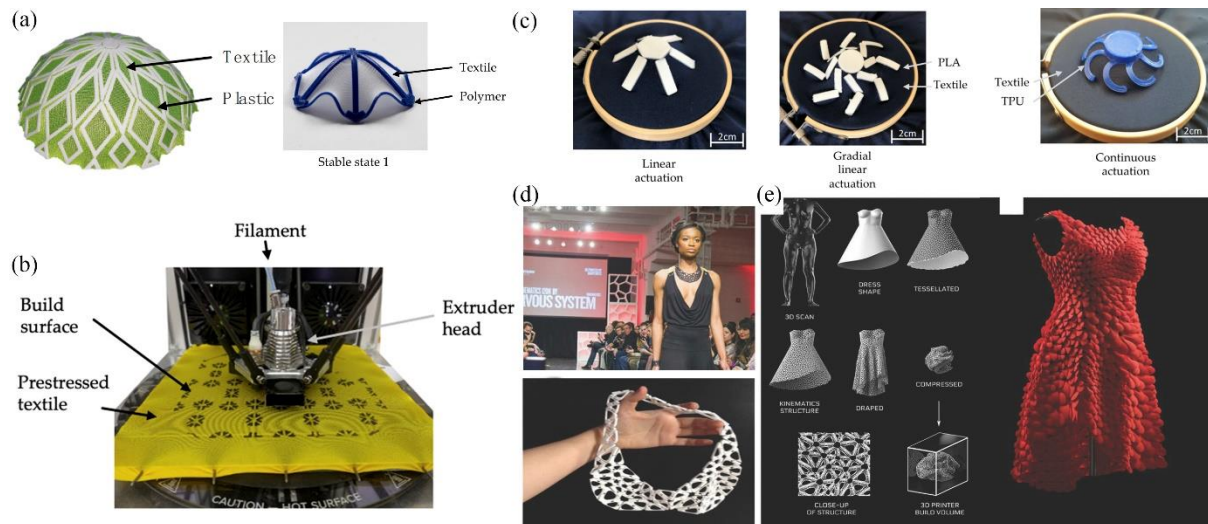 (a)
Textile
Plastic
Textile
Polymer
Stable state 1
(b)
Filament
Build
surface
Extruder
head
Prestressed
textile
CAUTION – HOT SURFACE
(c)
Linear
actuation
2cm
PLA
Textile
Gradial
linear
actuation
2cm
Textile
TPU
Continuous
actuation
2cm
(d)
VOUS SYSTEM
(e)
3D SCAN
DRESS
SHAPE
TESSELLATED
KINEMATICS
STRUCTURE
DRAPED
COMPRESSED
CLOSE-UP
OF STRUCTURE
3D PRINTER
BUILD VOLUME